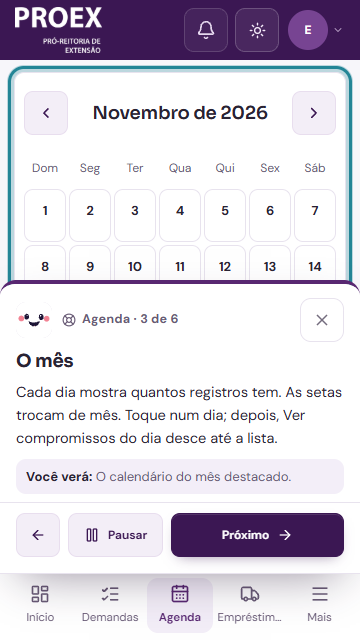 PROEX
PRÓ-REITORIA DE
EXTENSÃO
E
Novembro de 2026
Dom Seg Ter Qua Qui Sex Sáb
1 2 3 4 5 6 7
8 9 10 11 12 13 14
Agenda · 3 de 6
O mês
Cada dia mostra quantos registros tem. As setas
trocam de mês. Toque num dia; depois, Ver
compromissos do dia desce até a lista.
Você verá: O calendário do mês destacado.
Pausar
Próximo
Início Demandas Agenda Empréstim... Mais